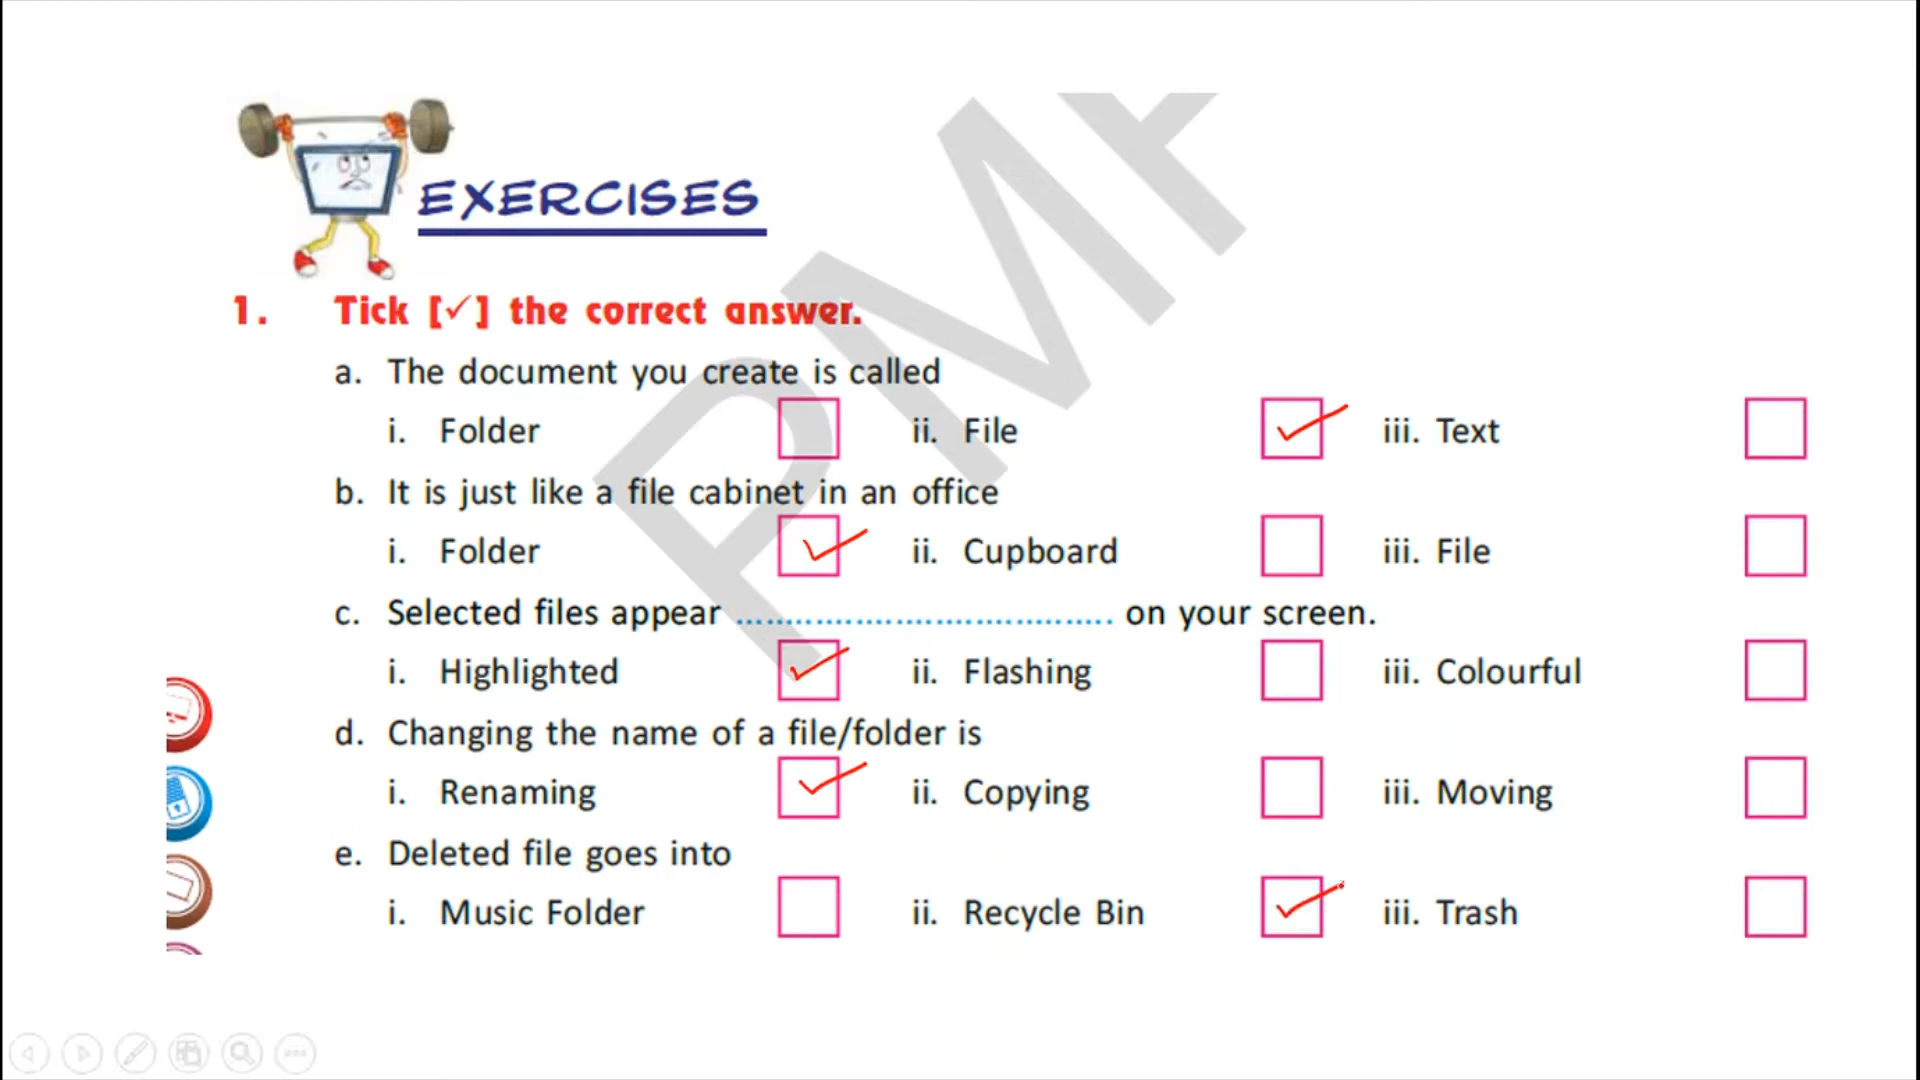 EXERCISES
1. Tick [✓] the correct answer.
a. The document you create is called
i. Folder ii. File ✓ iii. Text
b. It is just like a file cabinet in an office
i. Folder ✓ ii. Cupboard iii. File
c. Selected files appear ...................................... on your screen.
i. Highlighted ✓ ii. Flashing iii. Colourful
d. Changing the name of a file/folder is
i. Renaming ✓ ii. Copying iii. Moving
e. Deleted file goes into
i. Music Folder ii. Recycle Bin ✓ iii. Trash